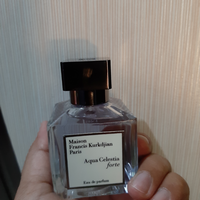 Maison
Francis Kurkdjian
Paris
Aqua Celestia
forte
Eau de parfum